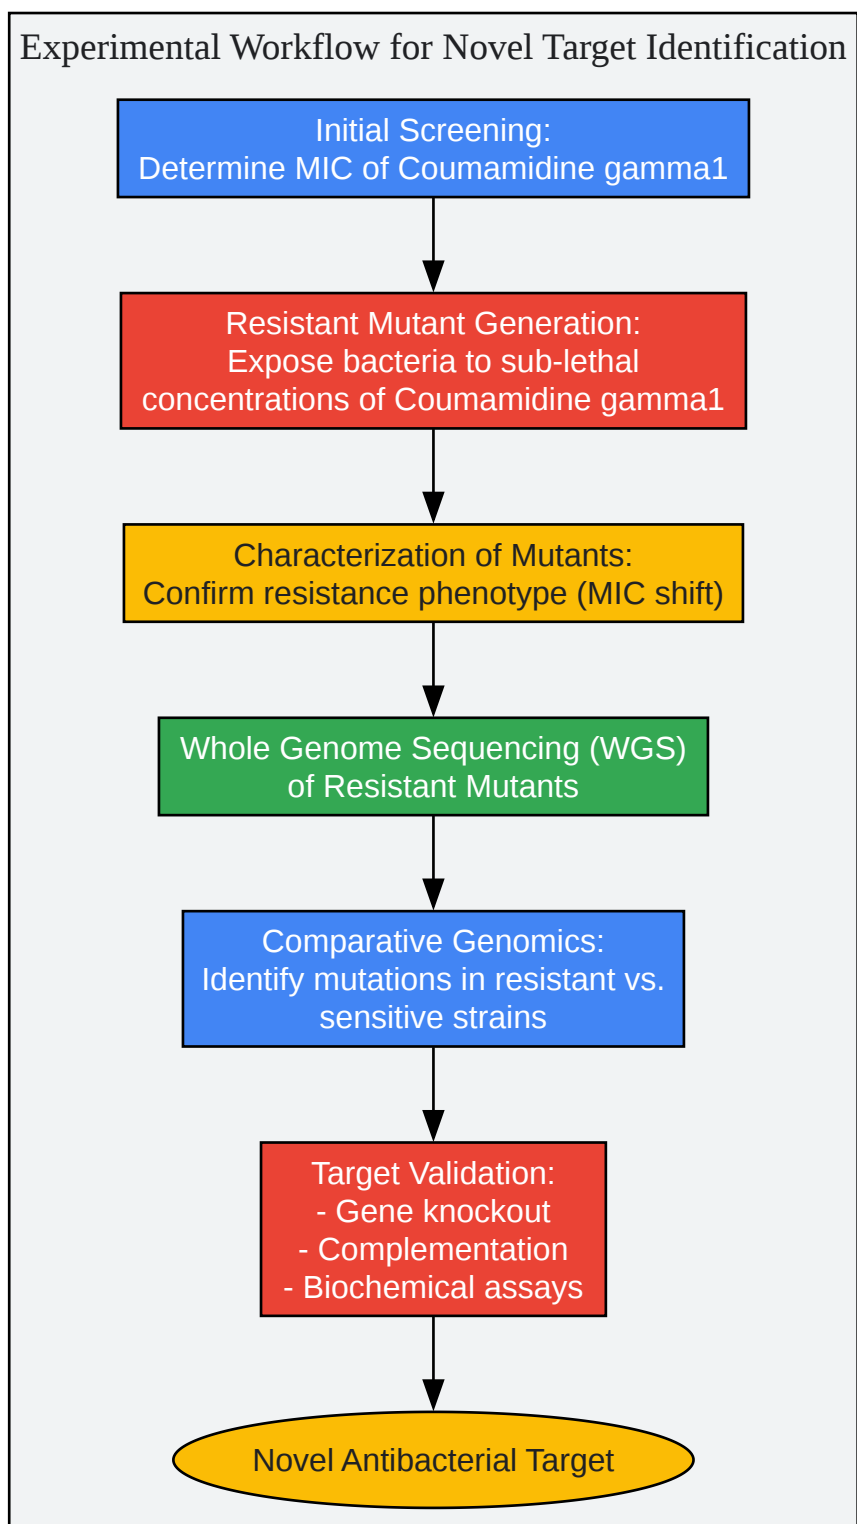 Experimental Workflow for Novel Target Identification
Initial Screening:
Determine MIC of Coumamidine gamma1
Resistant Mutant Generation:
Expose bacteria to sub-lethal
concentrations of Coumamidine gamma1
Characterization of Mutants:
Confirm resistance phenotype (MIC shift)
Whole Genome Sequencing (WGS)
of Resistant Mutants
Comparative Genomics:
Identify mutations in resistant vs.
sensitive strains
Target Validation:
- Gene knockout
- Complementation
- Biochemical assays
Novel Antibacterial Target